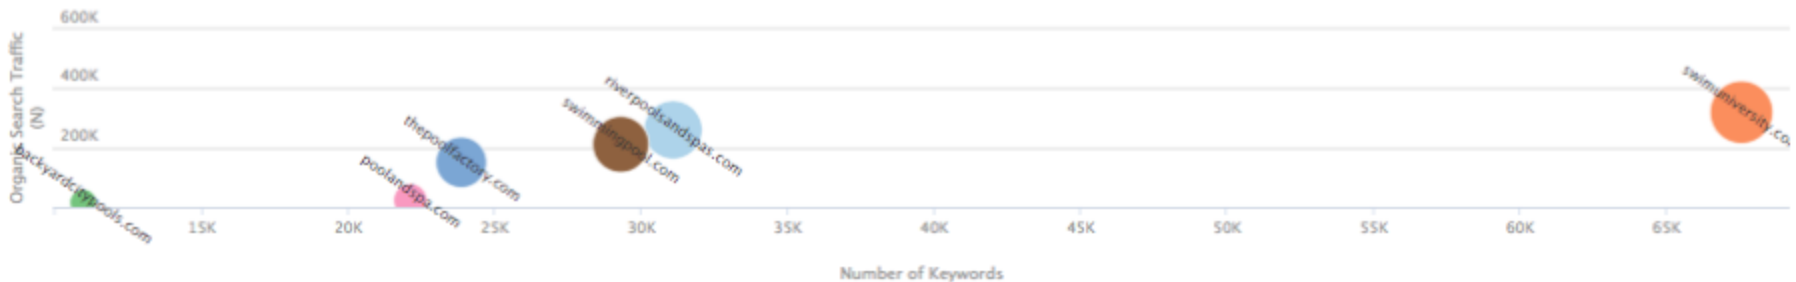 600K
400K
200K
Organic Search Traffic
(N)
backyardcitypools.com
poolandspa.com
thepoolfactory.com
swimmingpool.com
riverpoolsandspas.com
swimuniversity.co
15K 20K 25K 30K 35K 40K 45K 50K 55K 60K 65K
Number of Keywords